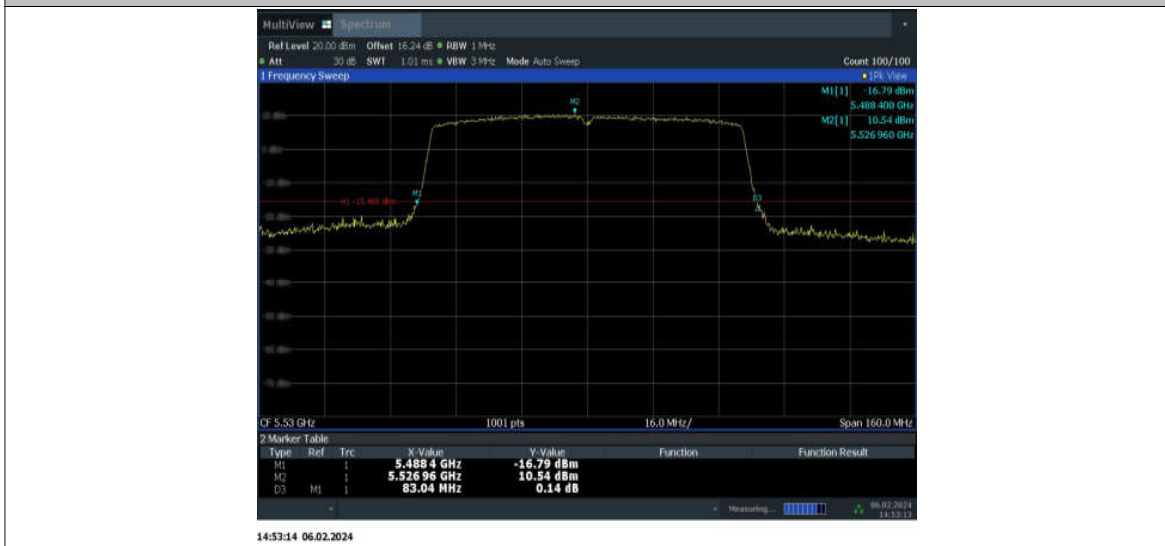 MultiView Spectrum
Ref Level 20.00 dBm Offset 16.24 dB RBW 1 MHz
Att 30 dB SWT 1.01 ms VBW 3 MHz Mode Auto Sweep Count 100/100
1 Frequency Sweep 1Pk View
M1[1] -16.79 dBm
5.488 400 GHz
M2[1] 10.54 dBm
5.526 960 GHz
M2
M1
D3
CF 5.53 GHz 1001 pts 16.0 MHz/ Span 160.0 MHz
2 Marker Table
Type Ref Trc X-Value Y-Value Function Function Result
M1 1 5.488 4 GHz -16.79 dBm
M2 1 5.526 96 GHz 10.54 dBm
D3 M1 1 83.04 MHz 0.14 dB
Measuring... 06.02.2024
14:53:13
14:53:14 06.02.2024